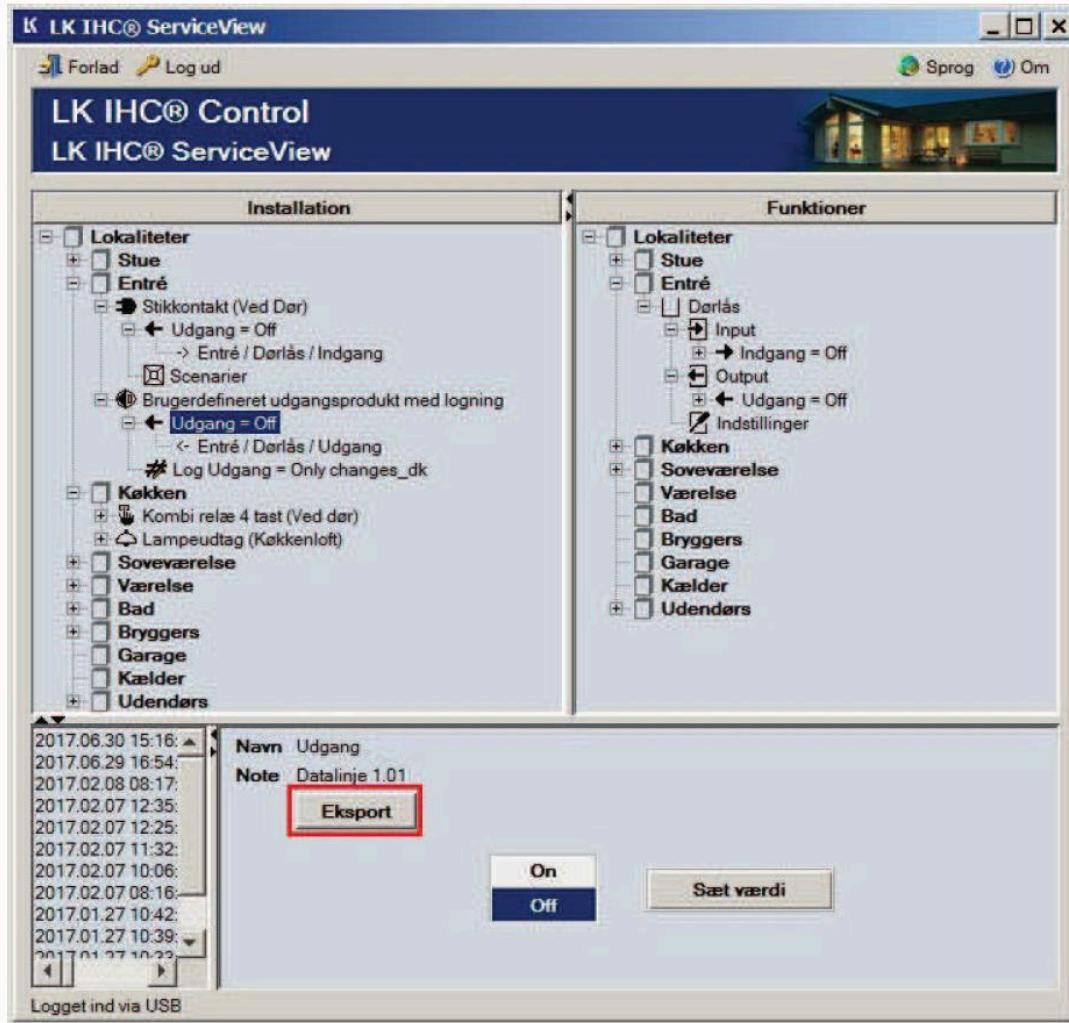 LK LK IHC® ServiceView
Forlad Log ud Sprog Om
LK IHC® Control
LK IHC® ServiceView
Installation
Lokaliteter
Stue
Entré
Stikkontakt (Ved Dør)
Udgang = Off
-> Entré / Dørlås / Indgang
Scenarier
Brugerdefineret udgangsprodukt med logning
Udgang = Off
<- Entré / Dørlås / Udgang
Log Udgang = Only changes_dk
Køkken
Kombi relæ 4 tast (Ved dør)
Lampeudtag (Køkkenloft)
Soveværelse
Værelse
Bad
Bryggers
Garage
Kælder
Udendørs
Funktioner
Lokaliteter
Stue
Entré
Dørlås
Input
Indgang = Off
Output
Udgang = Off
Indstillinger
Køkken
Soveværelse
Værelse
Bad
Bryggers
Garage
Kælder
Udendørs
2017.06.30 15:16:
2017.06.29 16:54:
2017.02.08 08:17:
2017.02.07 12:35:
2017.02.07 12:25:
2017.02.07 11:32:
2017.02.07 10:06:
2017.02.07 08:16:
2017.01.27 10:42:
2017.01.27 10:39:
2017.01.27
Navn Udgang
Note Datalinje 1.01
Eksport
On
Off
Sæt værdi
Logget ind via USB